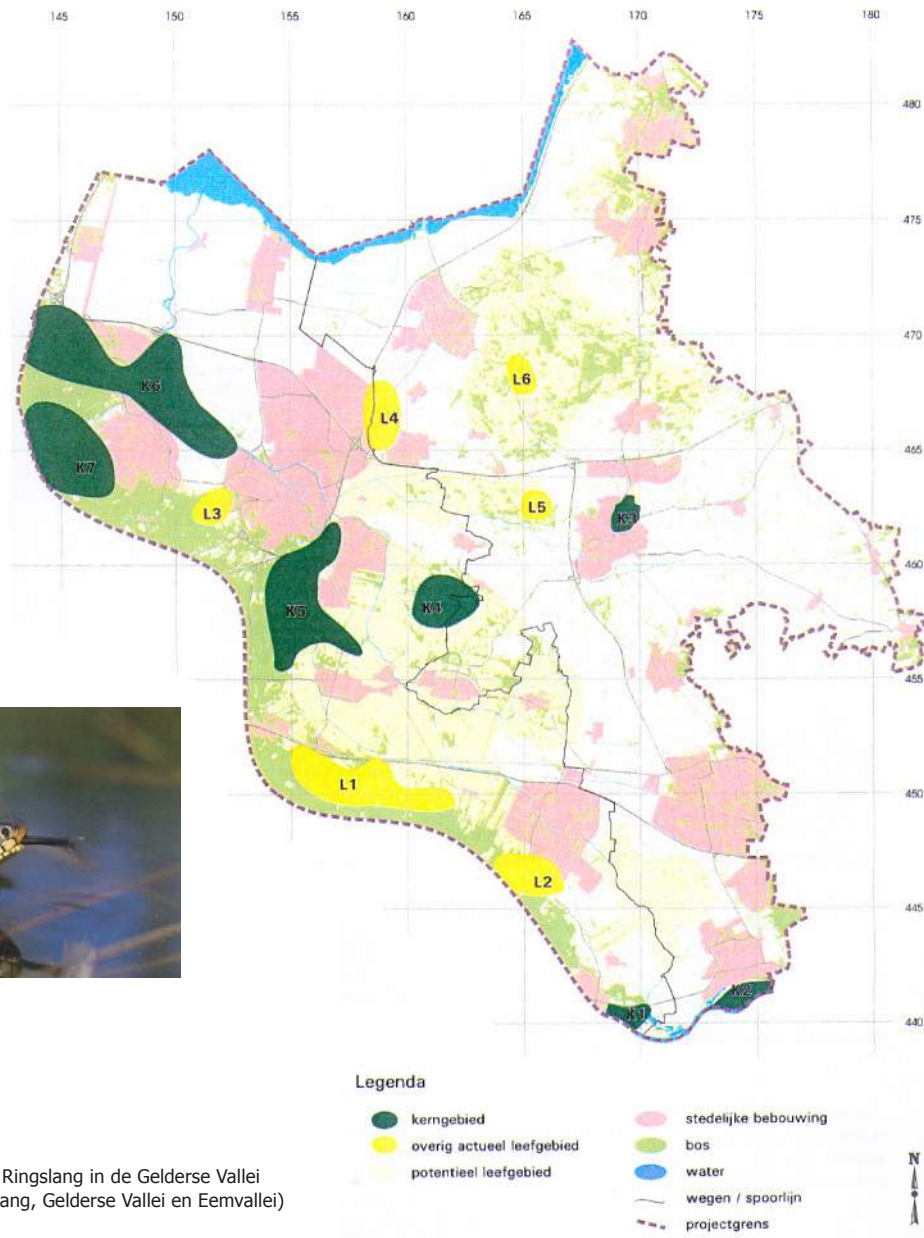 145 150 155 160 165 170 175 180
480
475
470
K6
L6
L4
465
K7
L3
L5
K3
460
K5
K4
455
L1
450
L2
445
K2
K1
440
Legenda
kerngebied
overig actueel leefgebied
potentieel leefgebied
stedelijke bebouwing
bos
water
wegen / spoorlijn
projectgrens
N
Ringslang in de Gelderse Vallei
ang, Gelderse Vallei en Eemvallei)